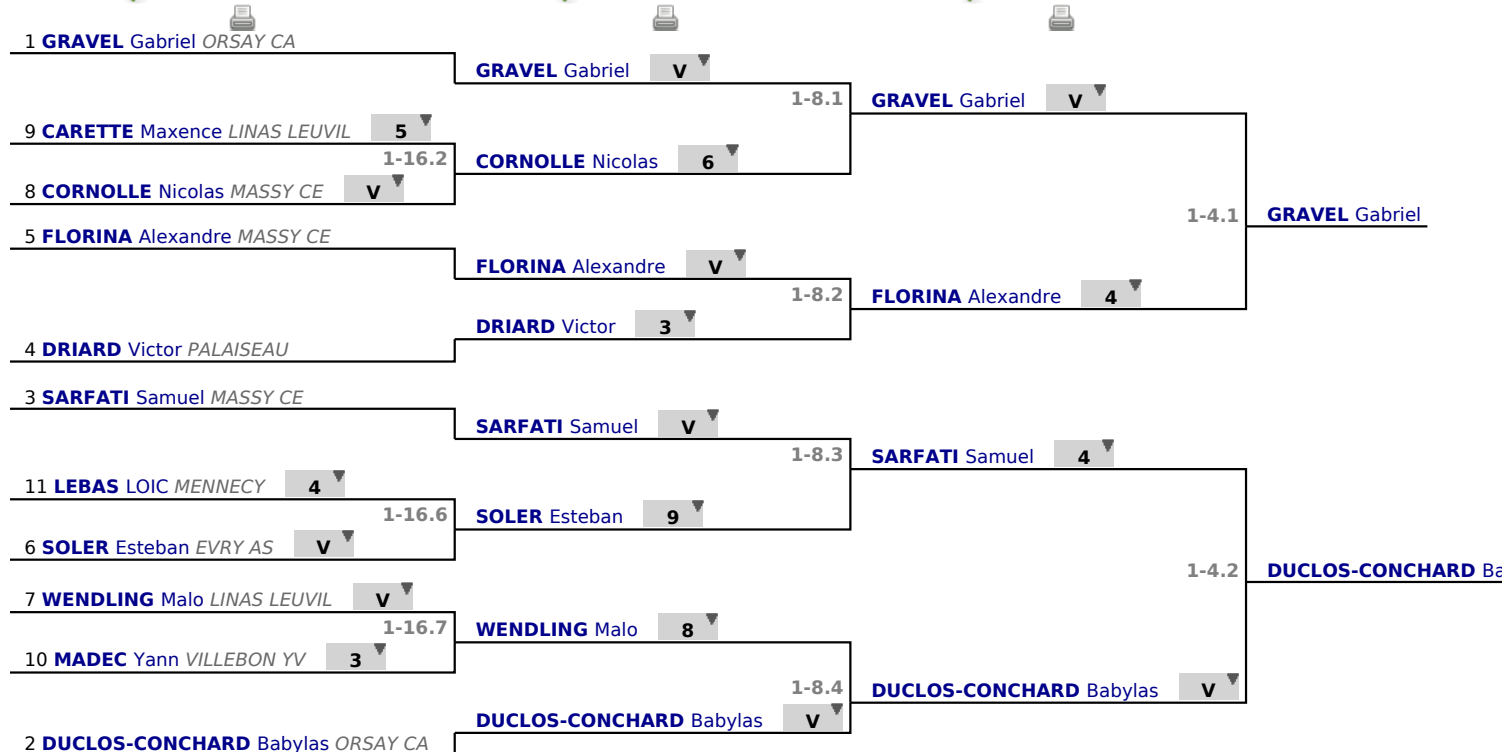 1 GRAVEL Gabriel ORSAY CA
9 CARETTE Maxence LINAS LEUVIL 5
1-16.2
8 CORNOLLE Nicolas MASSY CE V
5 FLORINA Alexandre MASSY CE
4 DRIARD Victor PALAISEAU
3 SARFATI Samuel MASSY CE
11 LEBAS LOIC MENNECY 4
1-16.6
6 SOLER Esteban EVRY AS V
7 WENDLING Malo LINAS LEUVIL V
1-16.7
10 MADEC Yann VILLEBON YV 3
2 DUCLOS-CONCHARD Babylas ORSAY CA
GRAVEL Gabriel V
1-8.1
CORNOLLE Nicolas 6
FLORINA Alexandre V
1-8.2
DRIARD Victor 3
SARFATI Samuel V
1-8.3
SOLER Esteban 9
WENDLING Malo 8
1-8.4
DUCLOS-CONCHARD Babylas V
GRAVEL Gabriel V
1-4.1
FLORINA Alexandre 4
SARFATI Samuel 4
1-4.2
DUCLOS-CONCHARD Babylas V
GRAVEL Gabriel
DUCLOS-CONCHARD Ba